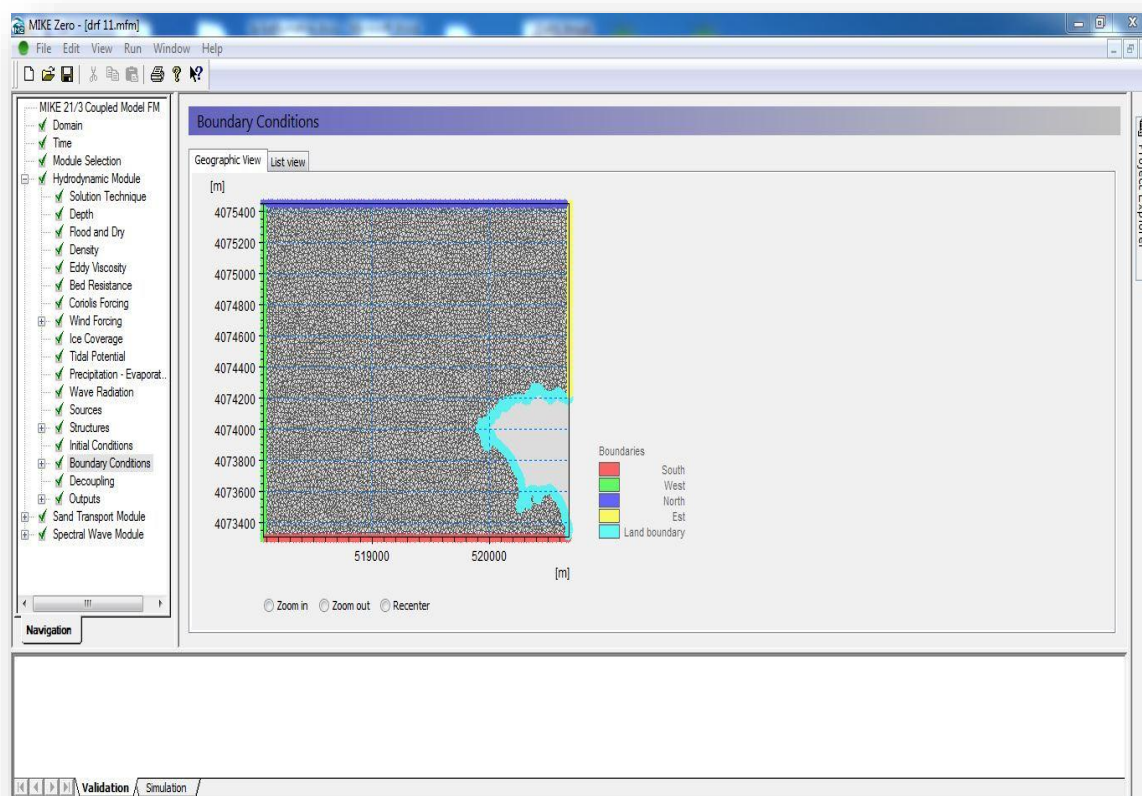 MIKE Zero - [drf 11.mfm]
File Edit View Run Window Help
MIKE 21/3 Coupled Model FM
Domain
Time
Module Selection
Hydrodynamic Module
Solution Technique
Depth
Flood and Dry
Density
Eddy Viscosity
Bed Resistance
Coriolis Forcing
Wind Forcing
Ice Coverage
Tidal Potential
Precipitation - Evaporat..
Wave Radiation
Sources
Structures
Initial Conditions
Boundary Conditions
Decoupling
Outputs
Sand Transport Module
Spectral Wave Module
Navigation
Boundary Conditions
Geographic View List view
[m]
4075400
4075200
4075000
4074800
4074600
4074400
4074200
4074000
4073800
4073600
4073400
519000 520000
[m]
Boundaries
South
West
North
Est
Land boundary
Zoom in Zoom out Recenter
Project Explorer
Validation Simulation